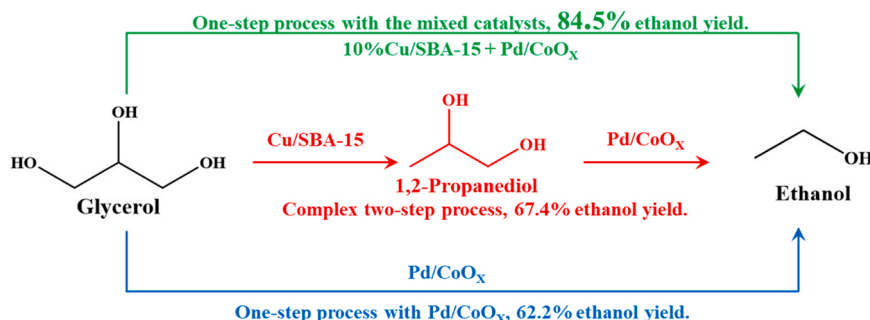 One-step process with the mixed catalysts, 84.5% ethanol yield.
10%Cu/SBA-15 + Pd/CoOX
OH
HO
OH
Glycerol
Cu/SBA-15
OH
OH
1,2-Propanediol
Pd/CoOX
Complex two-step process, 67.4% ethanol yield.
OH
Ethanol
Pd/CoOX
One-step process with Pd/CoOX, 62.2% ethanol yield.